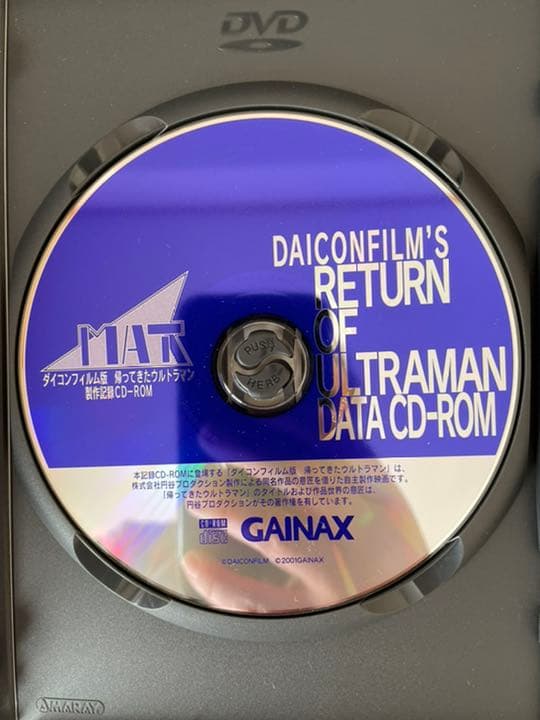 DVD
DAICONFILM'S
RETURN
OF
ULTRAMAN
DATA CD-ROM
MAT
ダイコンフィルム版 帰ってきたウルトラマン
製作記録CD-ROM
PUSH
HERE
本記録CD-ROMに登場する「ダイコンフィルム版 帰ってきたウルトラマン」は、
株式会社円谷プロダクション製作による同名作品の意匠を借りた自主製作映画です。
「帰ってきたウルトラマン」のタイトルおよび作品世界の意匠は、
円谷プロダクションがその著作権を有しています。
CD-ROM
disc
GAINAX
©DAICONFILM ©2001GAINAX
AMARAY